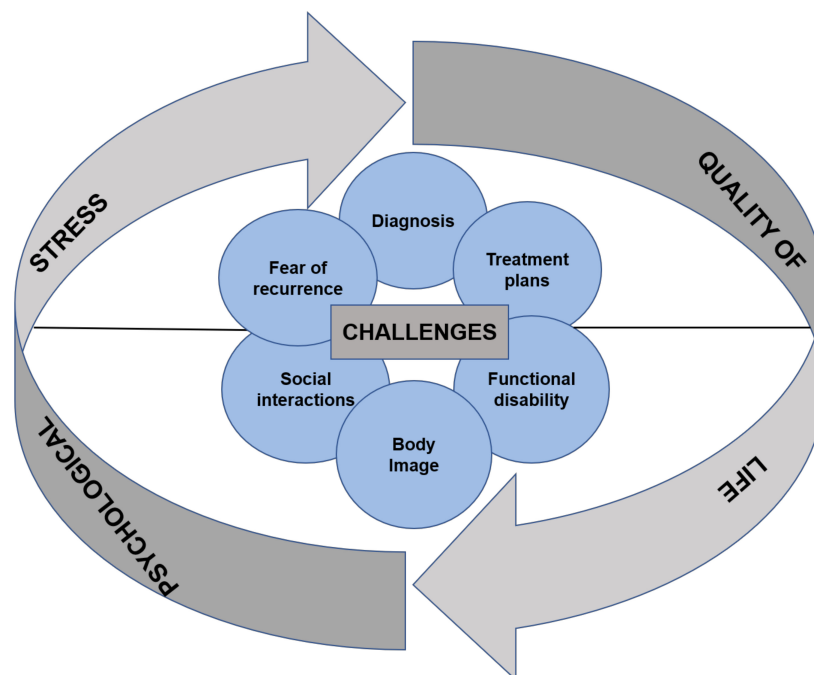 STRESS
QUALITY OF
Diagnosis
Fear of
recurrence
Treatment
plans
CHALLENGES
Social
interactions
Functional
disability
Body
Image
PSYCHOLOGICAL
LIFE